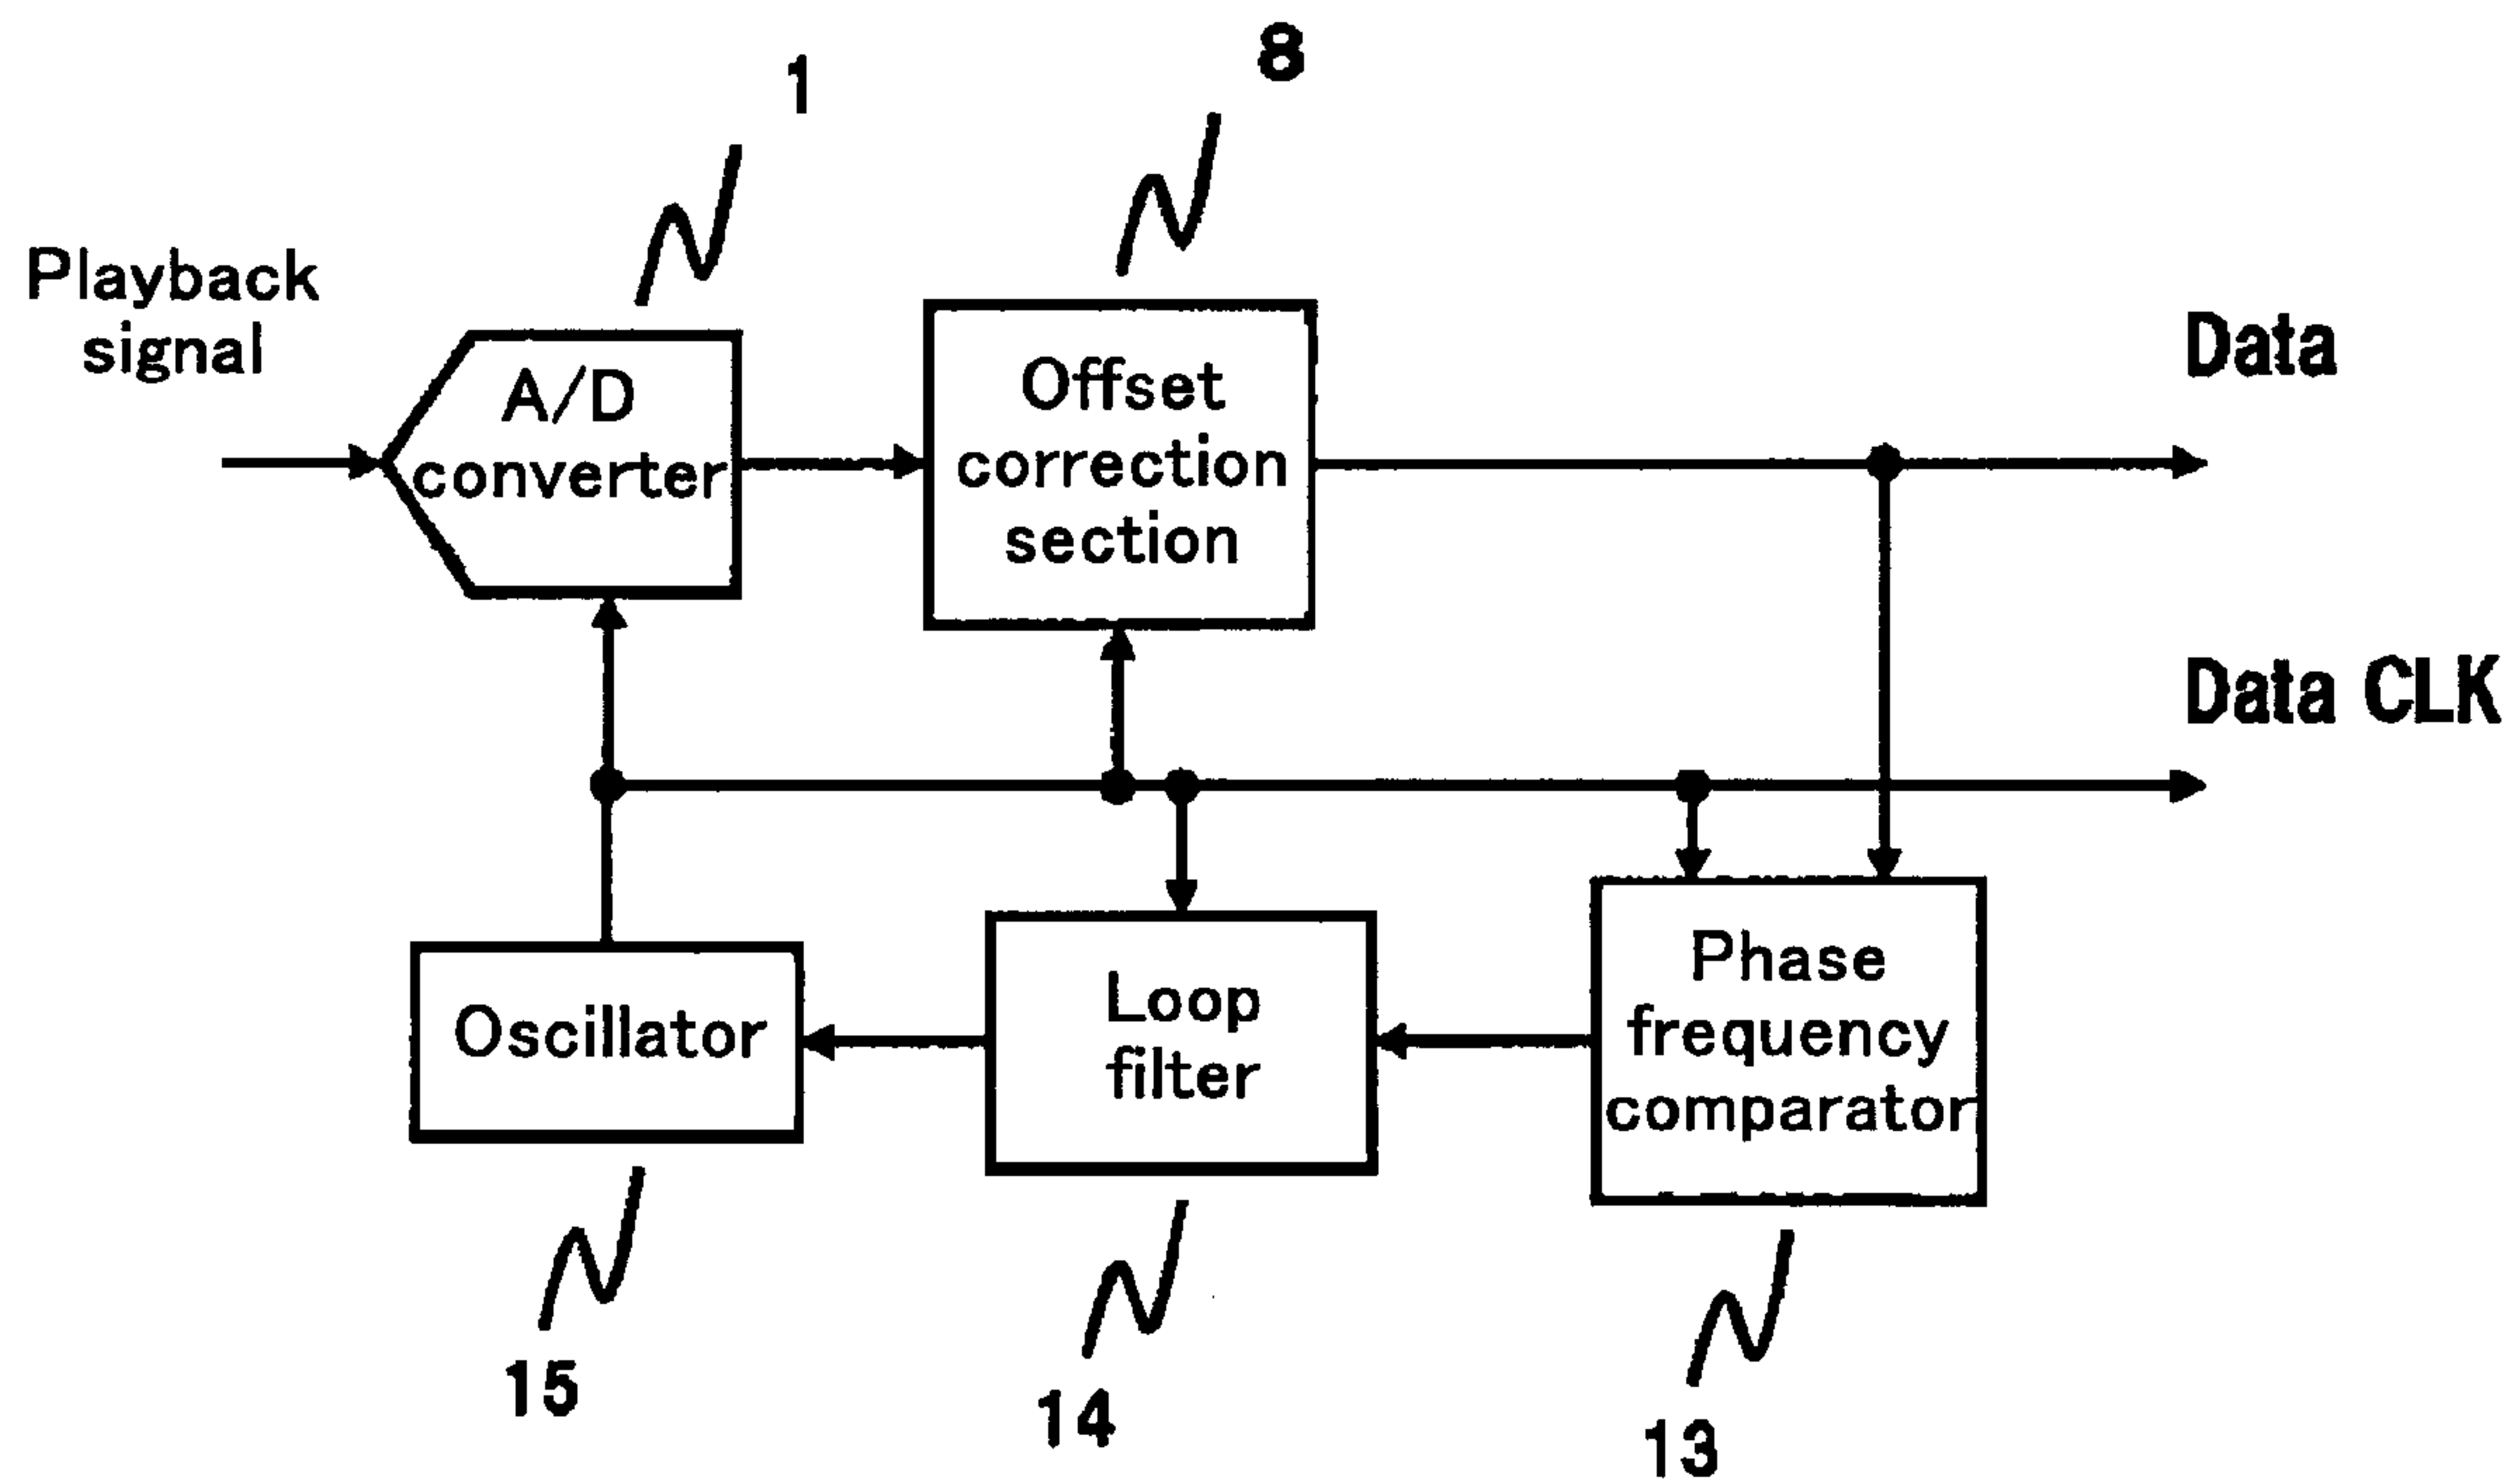 1
8
Playback
signal
A/D
converter
Offset
correction
section
Data
Data CLK
Oscillator
Loop
filter
Phase
frequency
comparator
15
14
13